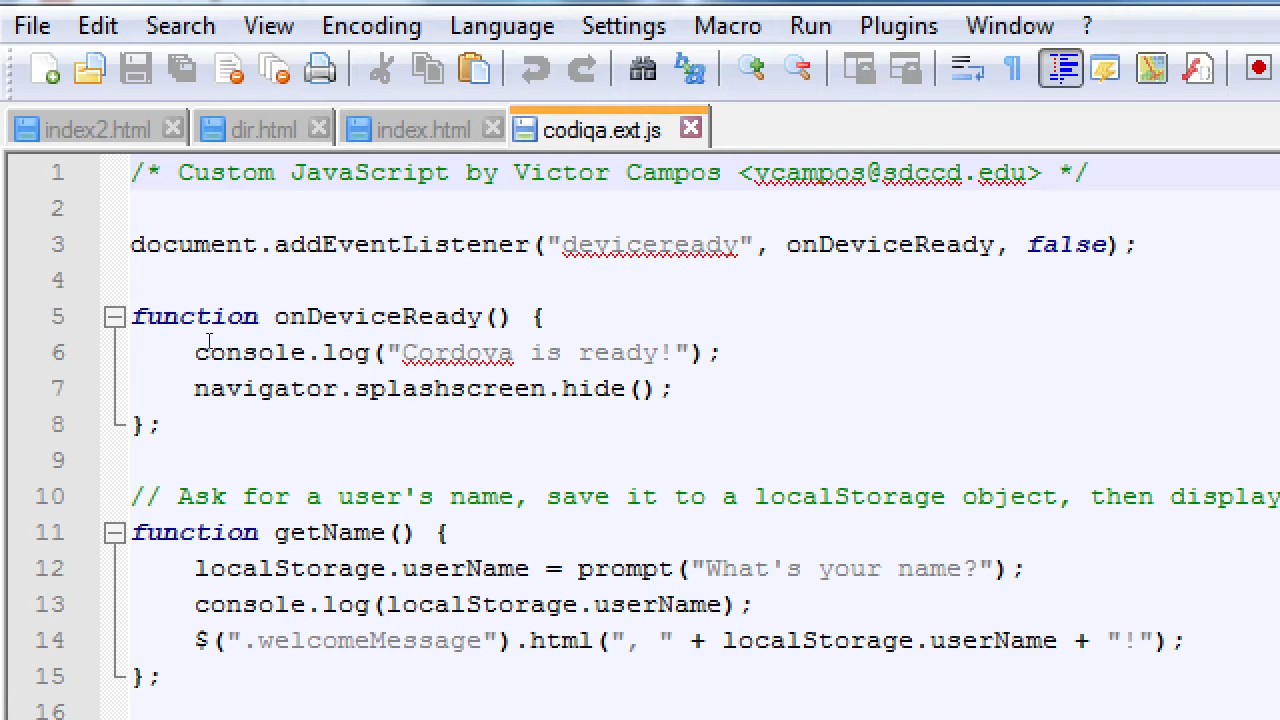 File Edit Search View Encoding Language Settings Macro Run Plugins Window ?
index2.html dir.html index.html codiqa.ext.js
1 /* Custom JavaScript by Victor Campos <vcampos@sdccd.edu> */
2
3 document.addEventListener("deviceready", onDeviceReady, false);
4
5 function onDeviceReady() {
6 console.log("Cordova is ready!");
7 navigator.splashscreen.hide();
8 };
9
10 // Ask for a user's name, save it to a localStorage object, then display
11 function getName() {
12 localStorage.userName = prompt("What's your name?");
13 console.log(localStorage.userName);
14 $(".welcomeMessage").html(", " + localStorage.userName + "!");
15 };
16